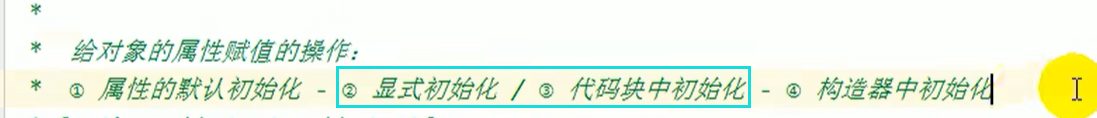 *
* 给对象的属性赋值的操作：
* ① 属性的默认初始化 - ② 显式初始化 / ③ 代码块中初始化 - ④ 构造器中初始化